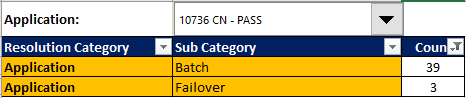 Application: 10736 CN - PASS
Resolution Category Sub Category Coun
Application Batch 39
Application Failover 3